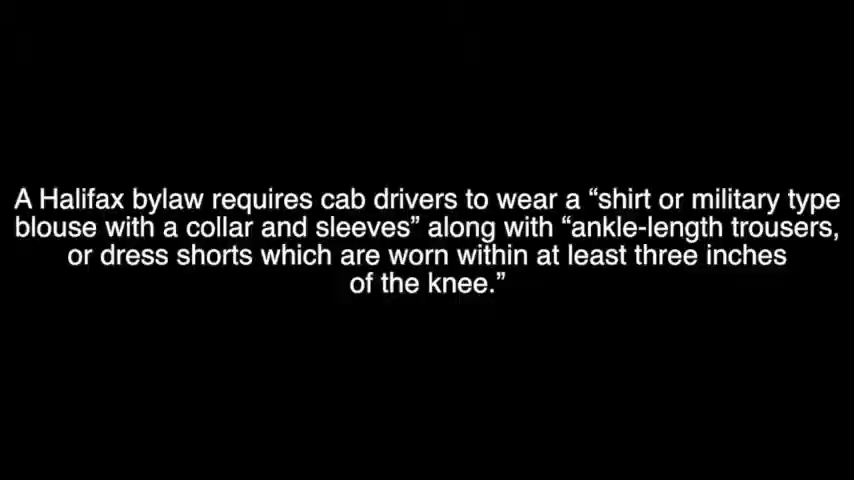 A Halifax bylaw requires cab drivers to wear a “shirt or military type
blouse with a collar and sleeves” along with “ankle-length trousers,
or dress shorts which are worn within at least three inches
of the knee.”